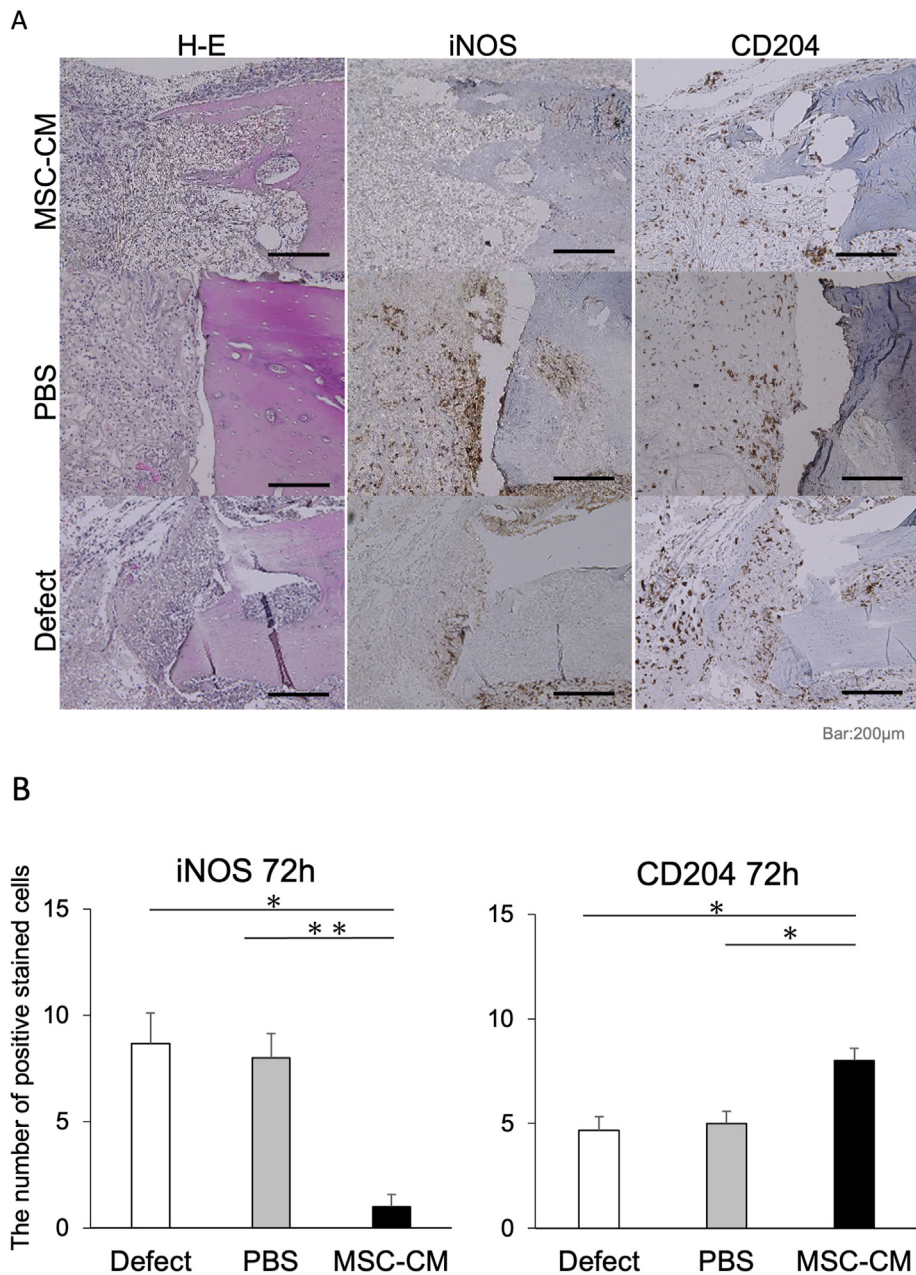 A
H-E iNOS CD204
MSC-CM
PBS
Defect
Bar:200μm
B
iNOS 72h
CD204 72h
The number of positive stained cells
15
10
5
0
*
* *
Defect PBS MSC-CM
15
10
5
0
*
*
Defect PBS MSC-CM